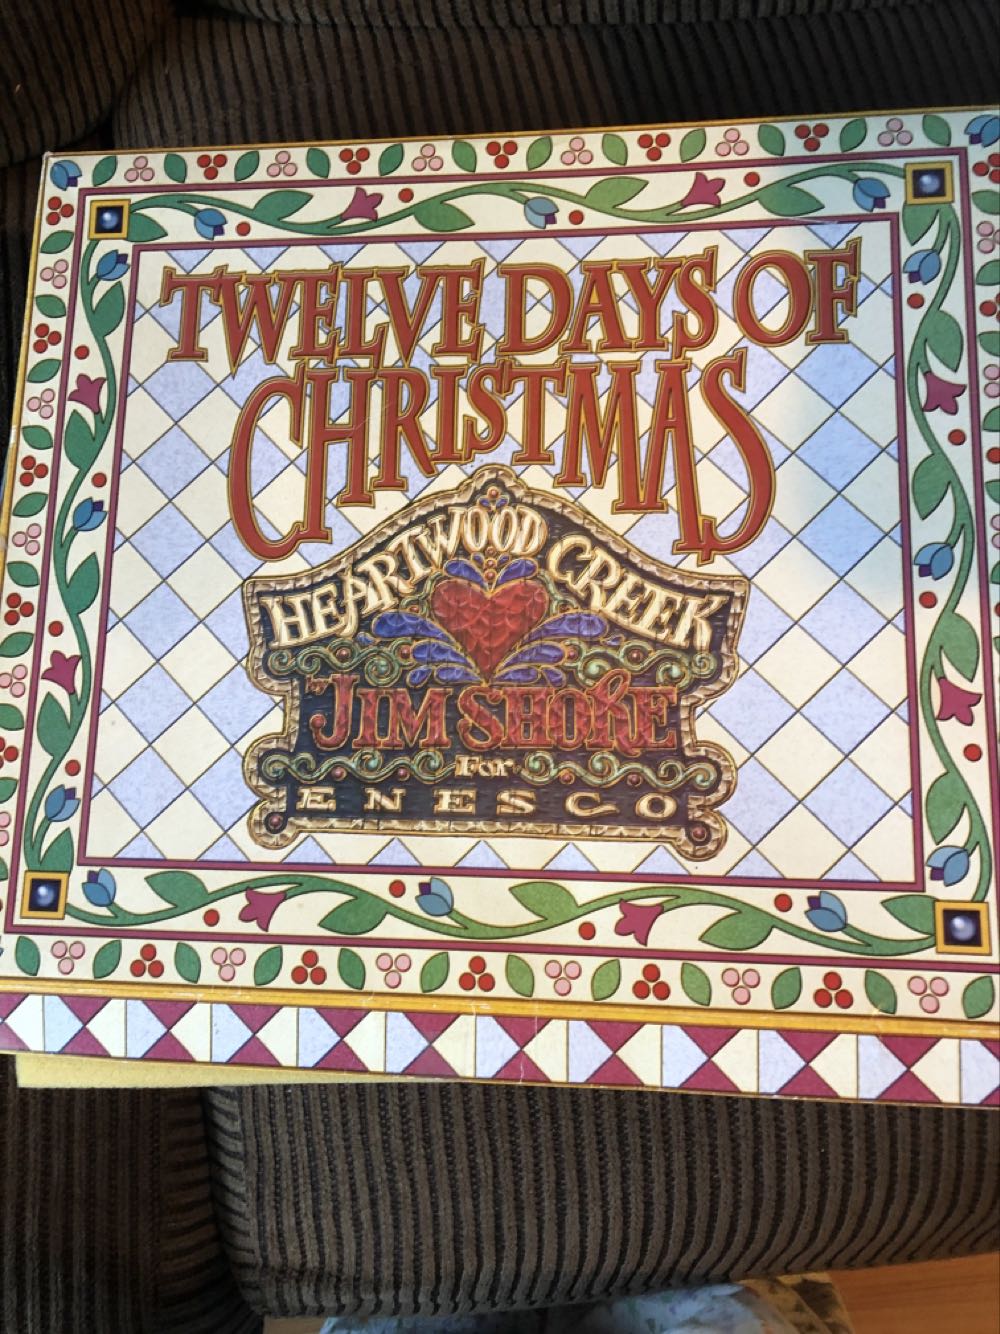 TWELVE DAYS OF
CHRISTMAS
HEARTWOOD CREEK
JIM SHORE
For
ENESCO